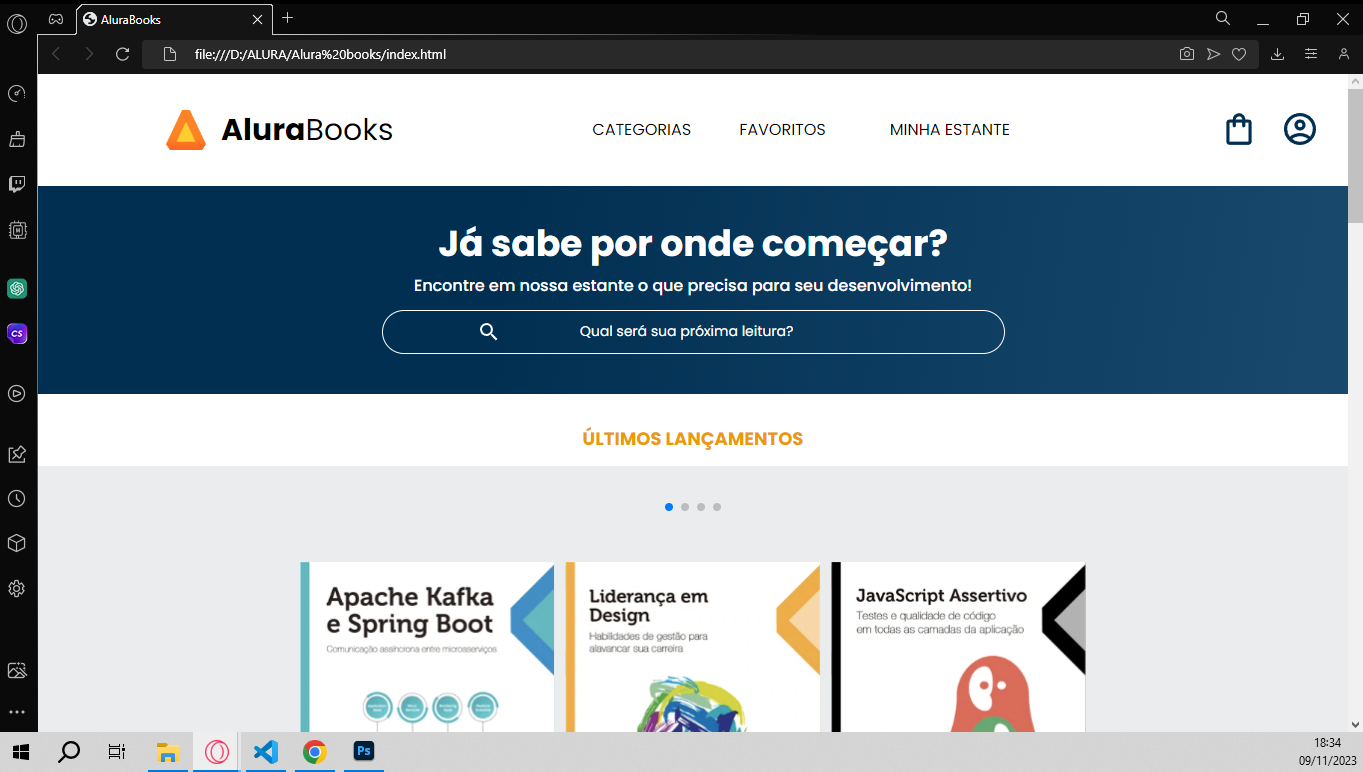 AluraBooks
file:///D:/ALURA/Alura%20books/index.html
AluraBooks
CATEGORIAS
FAVORITOS
MINHA ESTANTE
Já sabe por onde começar?
Encontre em nossa estante o que precisa para seu desenvolvimento!
Qual será sua próxima leitura?
ÚLTIMOS LANÇAMENTOS
Apache Kafka
e Spring Boot
Comunicação assíncrona entre microsserviços
Liderança em
Design
Habilidades de gestão para
alavancar sua carreira
JavaScript Assertivo
Testes e qualidade de código
em todas as camadas da aplicação
CS
Ps
18:34
09/11/2023